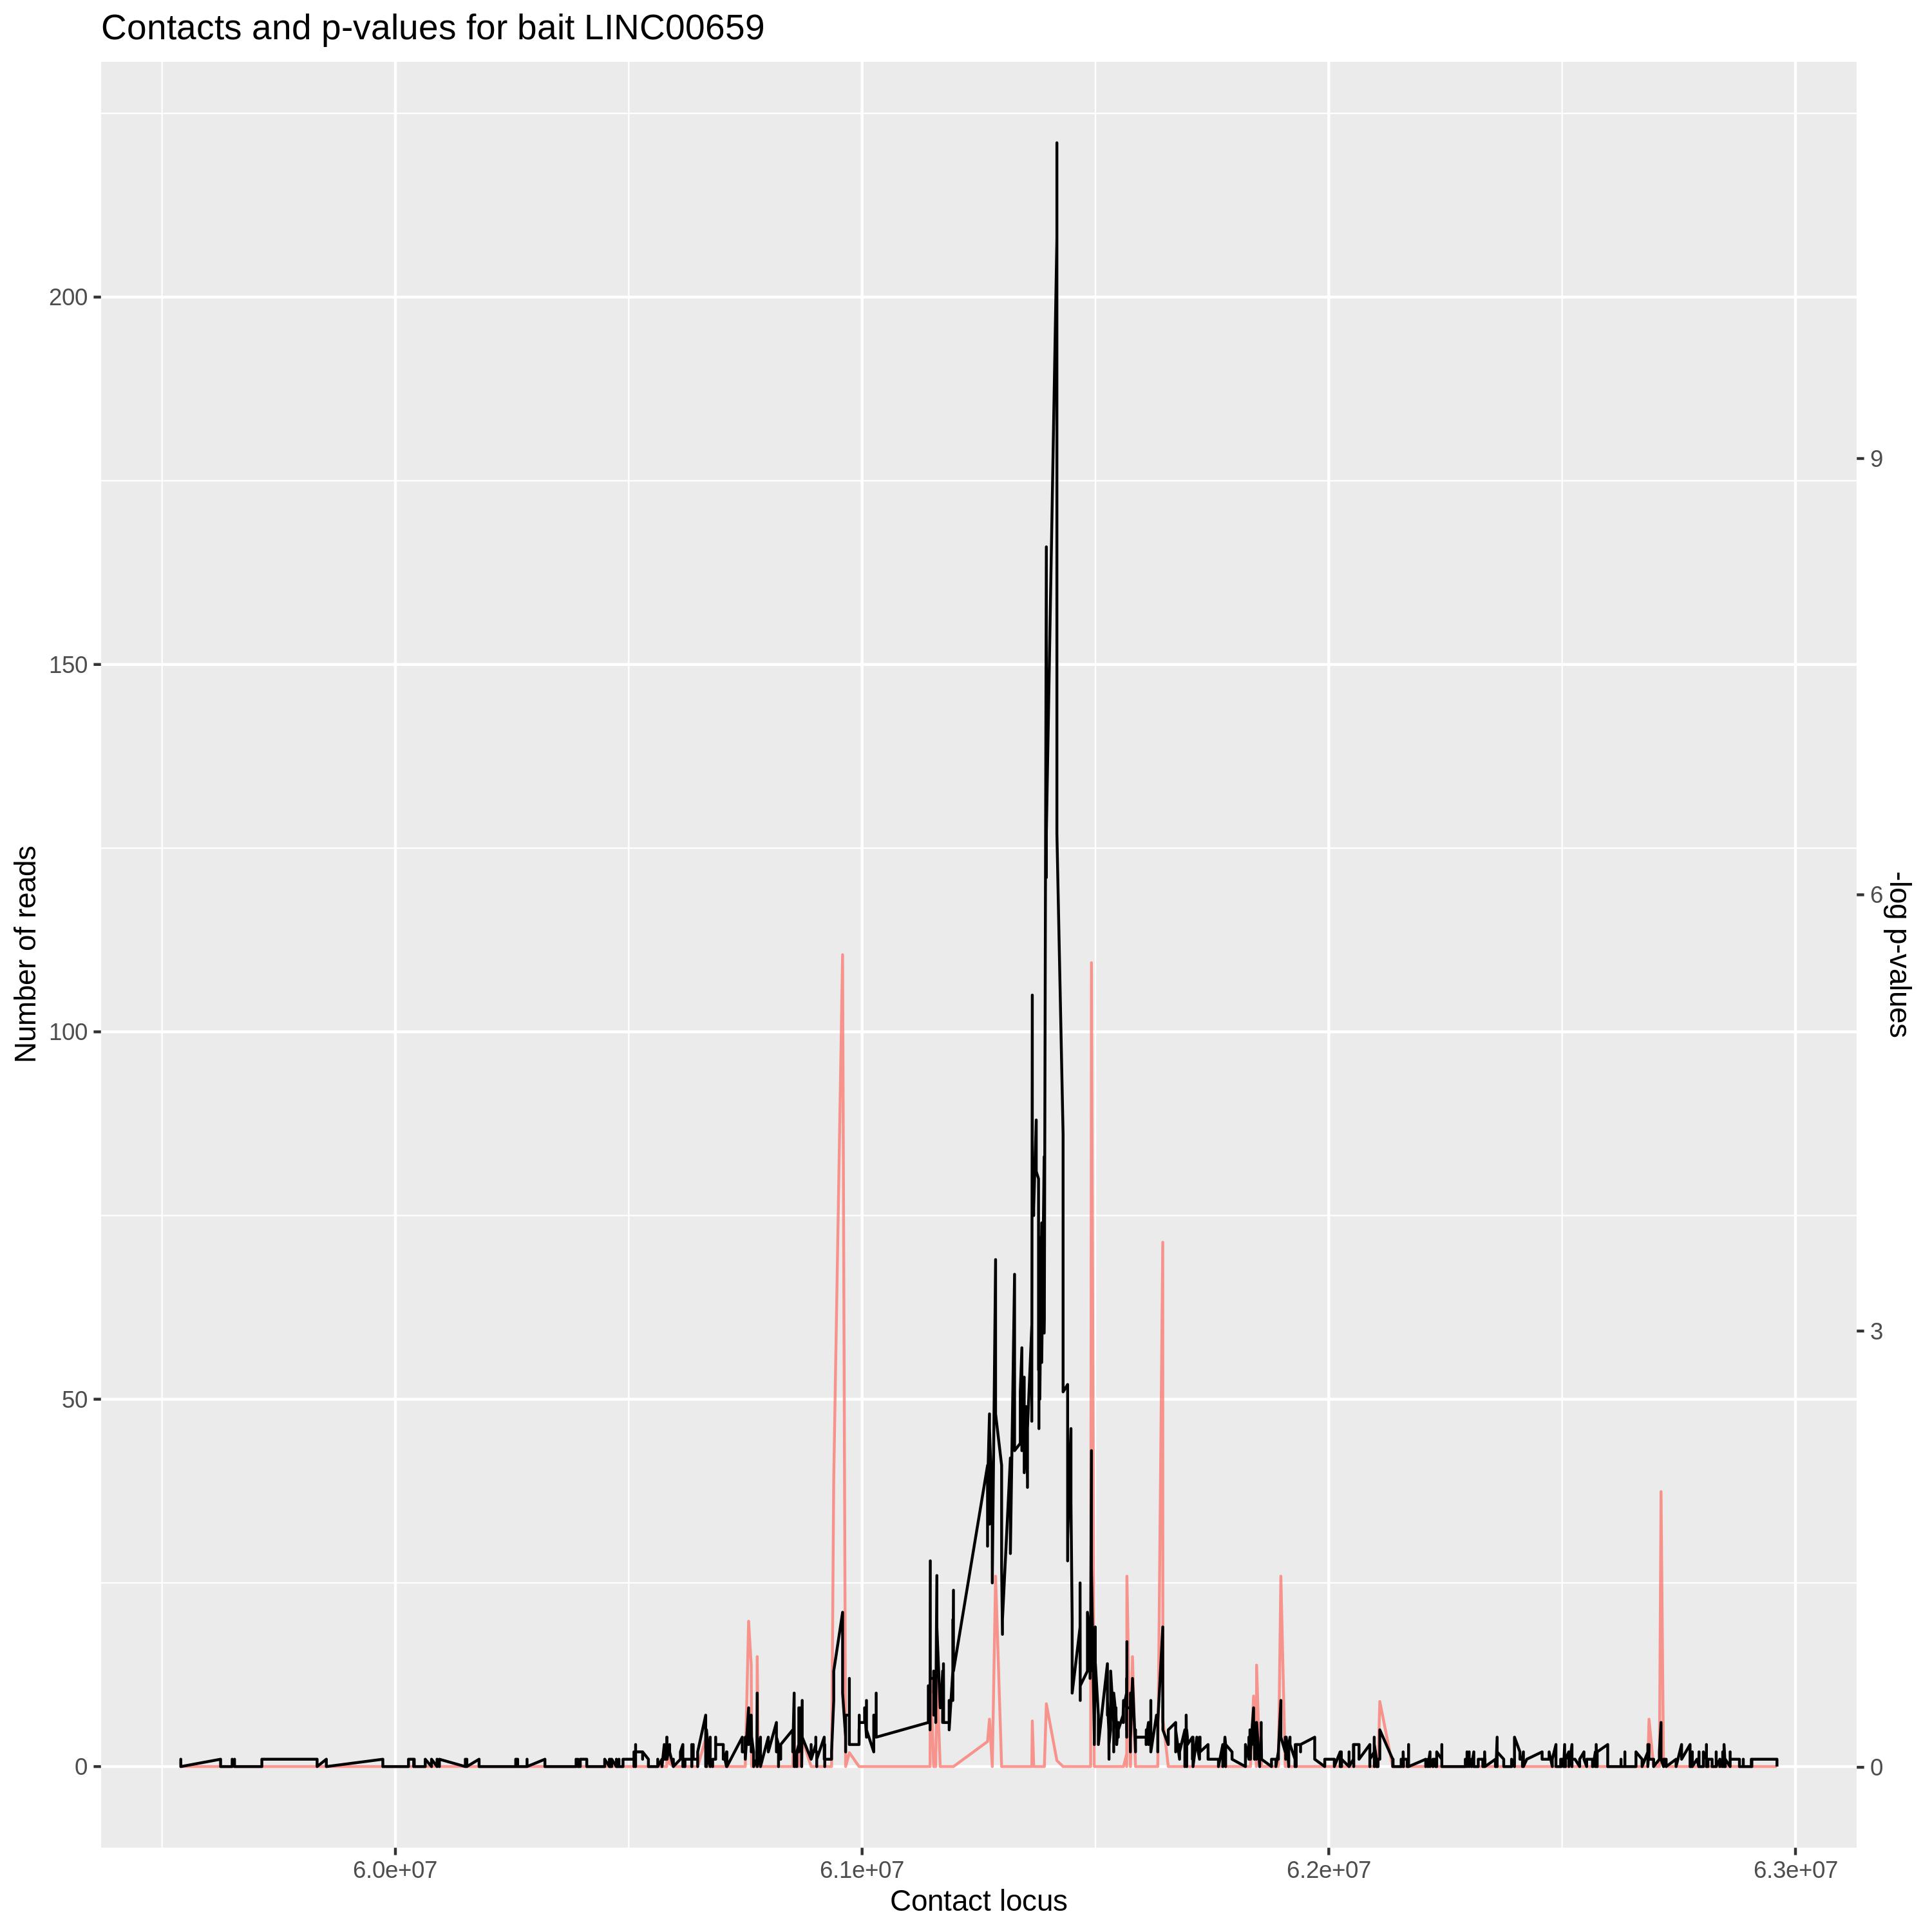 Contacts and p-values for bait LINC00659
Number of reads
200
150
100
50
0
9
6
3
0
-log p-values
6.0e+07
6.1e+07
6.2e+07
6.3e+07
Contact locus